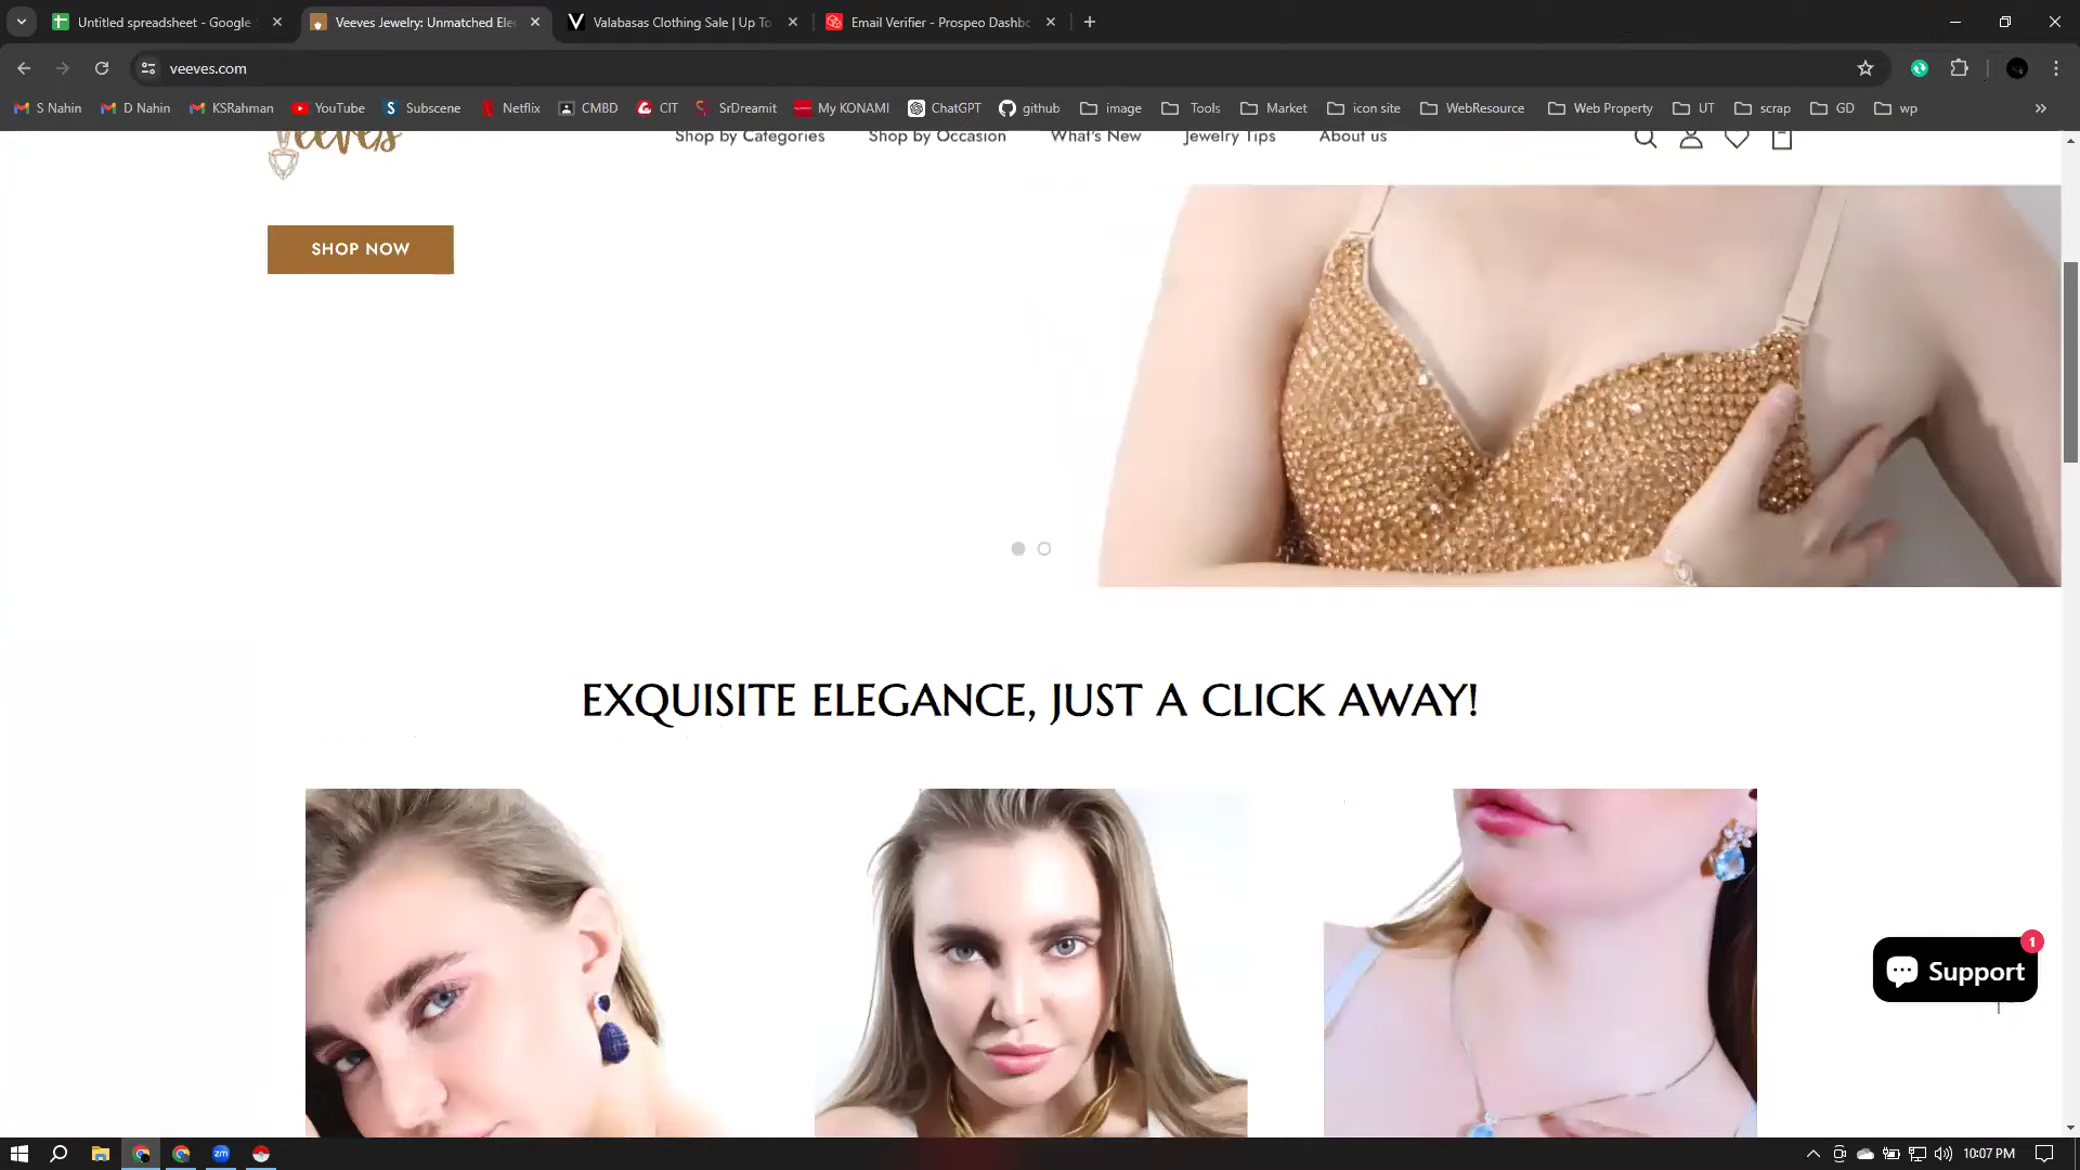 Untitled spreadsheet - Google
Veeves Jewelry: Unmatched Ele
Valabasas Clothing Sale | Up To
Email Verifier - Prospeo Dashbo
veeves.com
S Nahin
D Nahin
KSRahman
YouTube
Subscene
Netflix
CMBD
CIT
SrDreamit
My KONAMI
ChatGPT
github
image
Tools
Market
icon site
WebResource
Web Property
UT
scrap
GD
wp
Veeves
Shop by Categories
Shop by Occasion
What's New
Jewelry Tips
About us
SHOP NOW
EXQUISITE ELEGANCE, JUST A CLICK AWAY!
1
Support
zm
10:07 PM